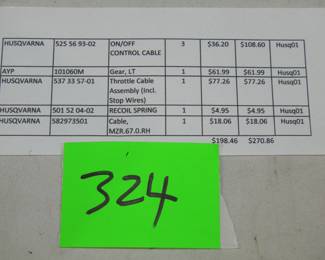 HUSQVARNA 525 56 93-02 ON/OFF 3 $36.20 $108.60 Husq01
CONTROL CABLE
AYP 101060M Gear, LT 1 $61.99 $61.99 Husq01
HUSQVARNA 537 33 57-01 Throttle Cable 1 $77.26 $77.26 Husq01
Assembly (Incl.
Stop Wires)
HUSQVARNA 501 52 04-02 RECOIL SPRING 1 $4.95 $4.95 Husq01
HUSQVARNA 582973501 Cable, 1 $18.06 $18.06 Husq01
MZR.67.0.RH
$198.46 $270.86
324